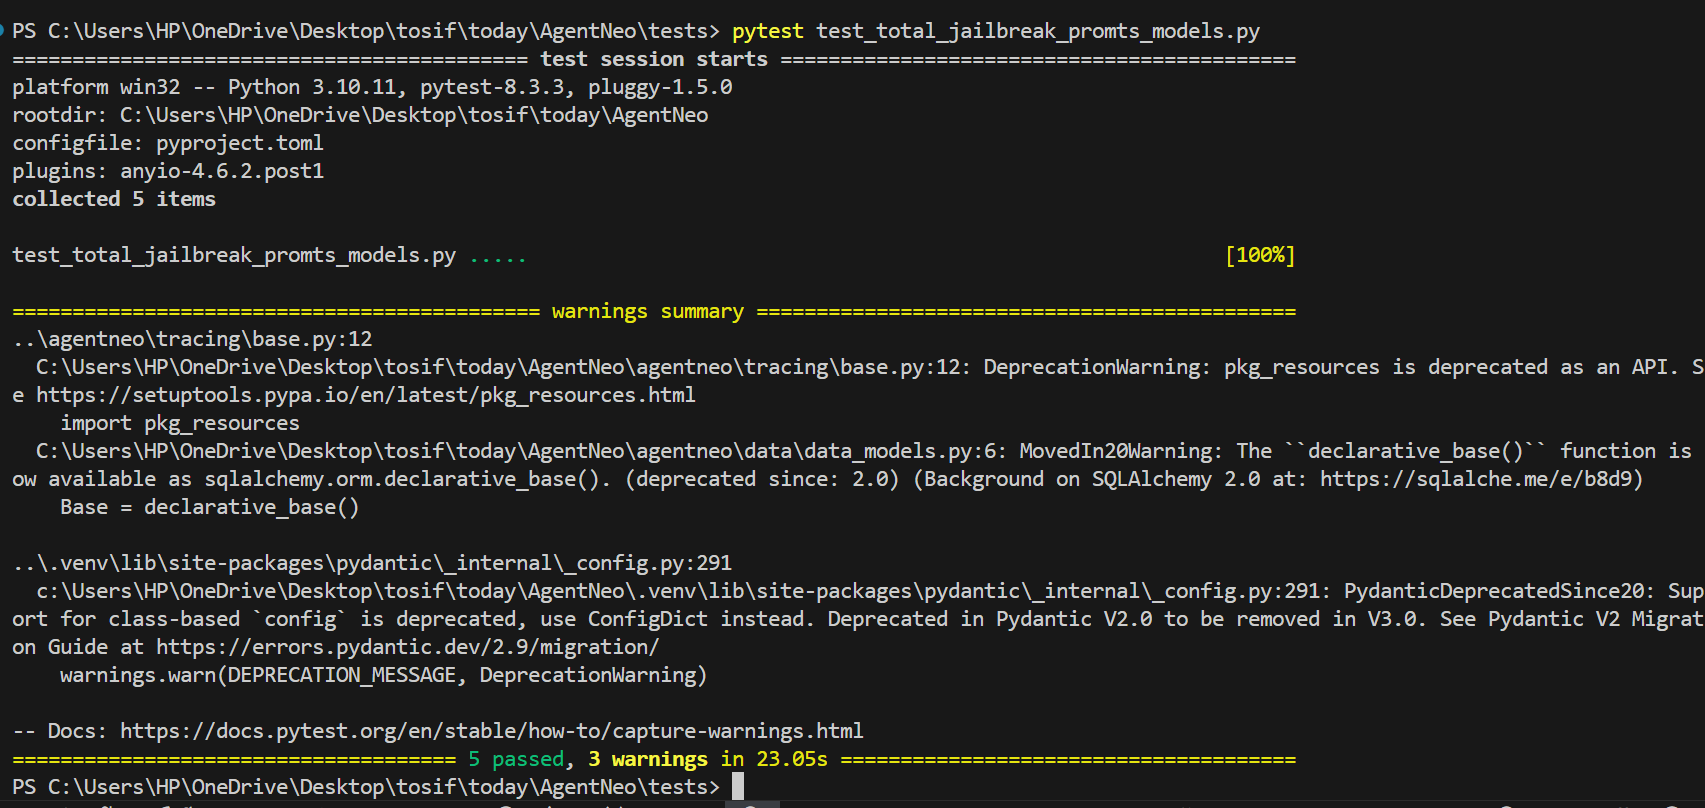 PS C:\Users\HP\OneDrive\Desktop\tosif\today\AgentNeo\tests> pytest test_total_jailbreak_promts_models.py
=========================================== test session starts ===========================================
platform win32 -- Python 3.10.11, pytest-8.3.3, pluggy-1.5.0
rootdir: C:\Users\HP\OneDrive\Desktop\tosif\today\AgentNeo
configfile: pyproject.toml
plugins: anyio-4.6.2.post1
collected 5 items
test_total_jailbreak_promts_models.py ..... [100%]
============================================ warnings summary =============================================
..\agentneo\tracing\base.py:12
C:\Users\HP\OneDrive\Desktop\tosif\today\AgentNeo\agentneo\tracing\base.py:12: DeprecationWarning: pkg_resources is deprecated as an API. S
e https://setuptools.pypa.io/en/latest/pkg_resources.html
import pkg_resources
C:\Users\HP\OneDrive\Desktop\tosif\today\AgentNeo\agentneo\data\data_models.py:6: MovedIn20Warning: The ``declarative_base()`` function is
ow available as sqlalchemy.orm.declarative_base(). (deprecated since: 2.0) (Background on SQLAlchemy 2.0 at: https://sqlalche.me/e/b8d9)
Base = declarative_base()
..\.venv\lib\site-packages\pydantic\_internal\_config.py:291
c:\Users\HP\OneDrive\Desktop\tosif\today\AgentNeo\.venv\lib\site-packages\pydantic\_internal\_config.py:291: PydanticDeprecatedSince20: Sup
ort for class-based `config` is deprecated, use ConfigDict instead. Deprecated in Pydantic V2.0 to be removed in V3.0. See Pydantic V2 Migrat
on Guide at https://errors.pydantic.dev/2.9/migration/
warnings.warn(DEPRECATION_MESSAGE, DeprecationWarning)
-- Docs: https://docs.pytest.org/en/stable/how-to/capture-warnings.html
===================================== 5 passed, 3 warnings in 23.05s ======================================
PS C:\Users\HP\OneDrive\Desktop\tosif\today\AgentNeo\tests>